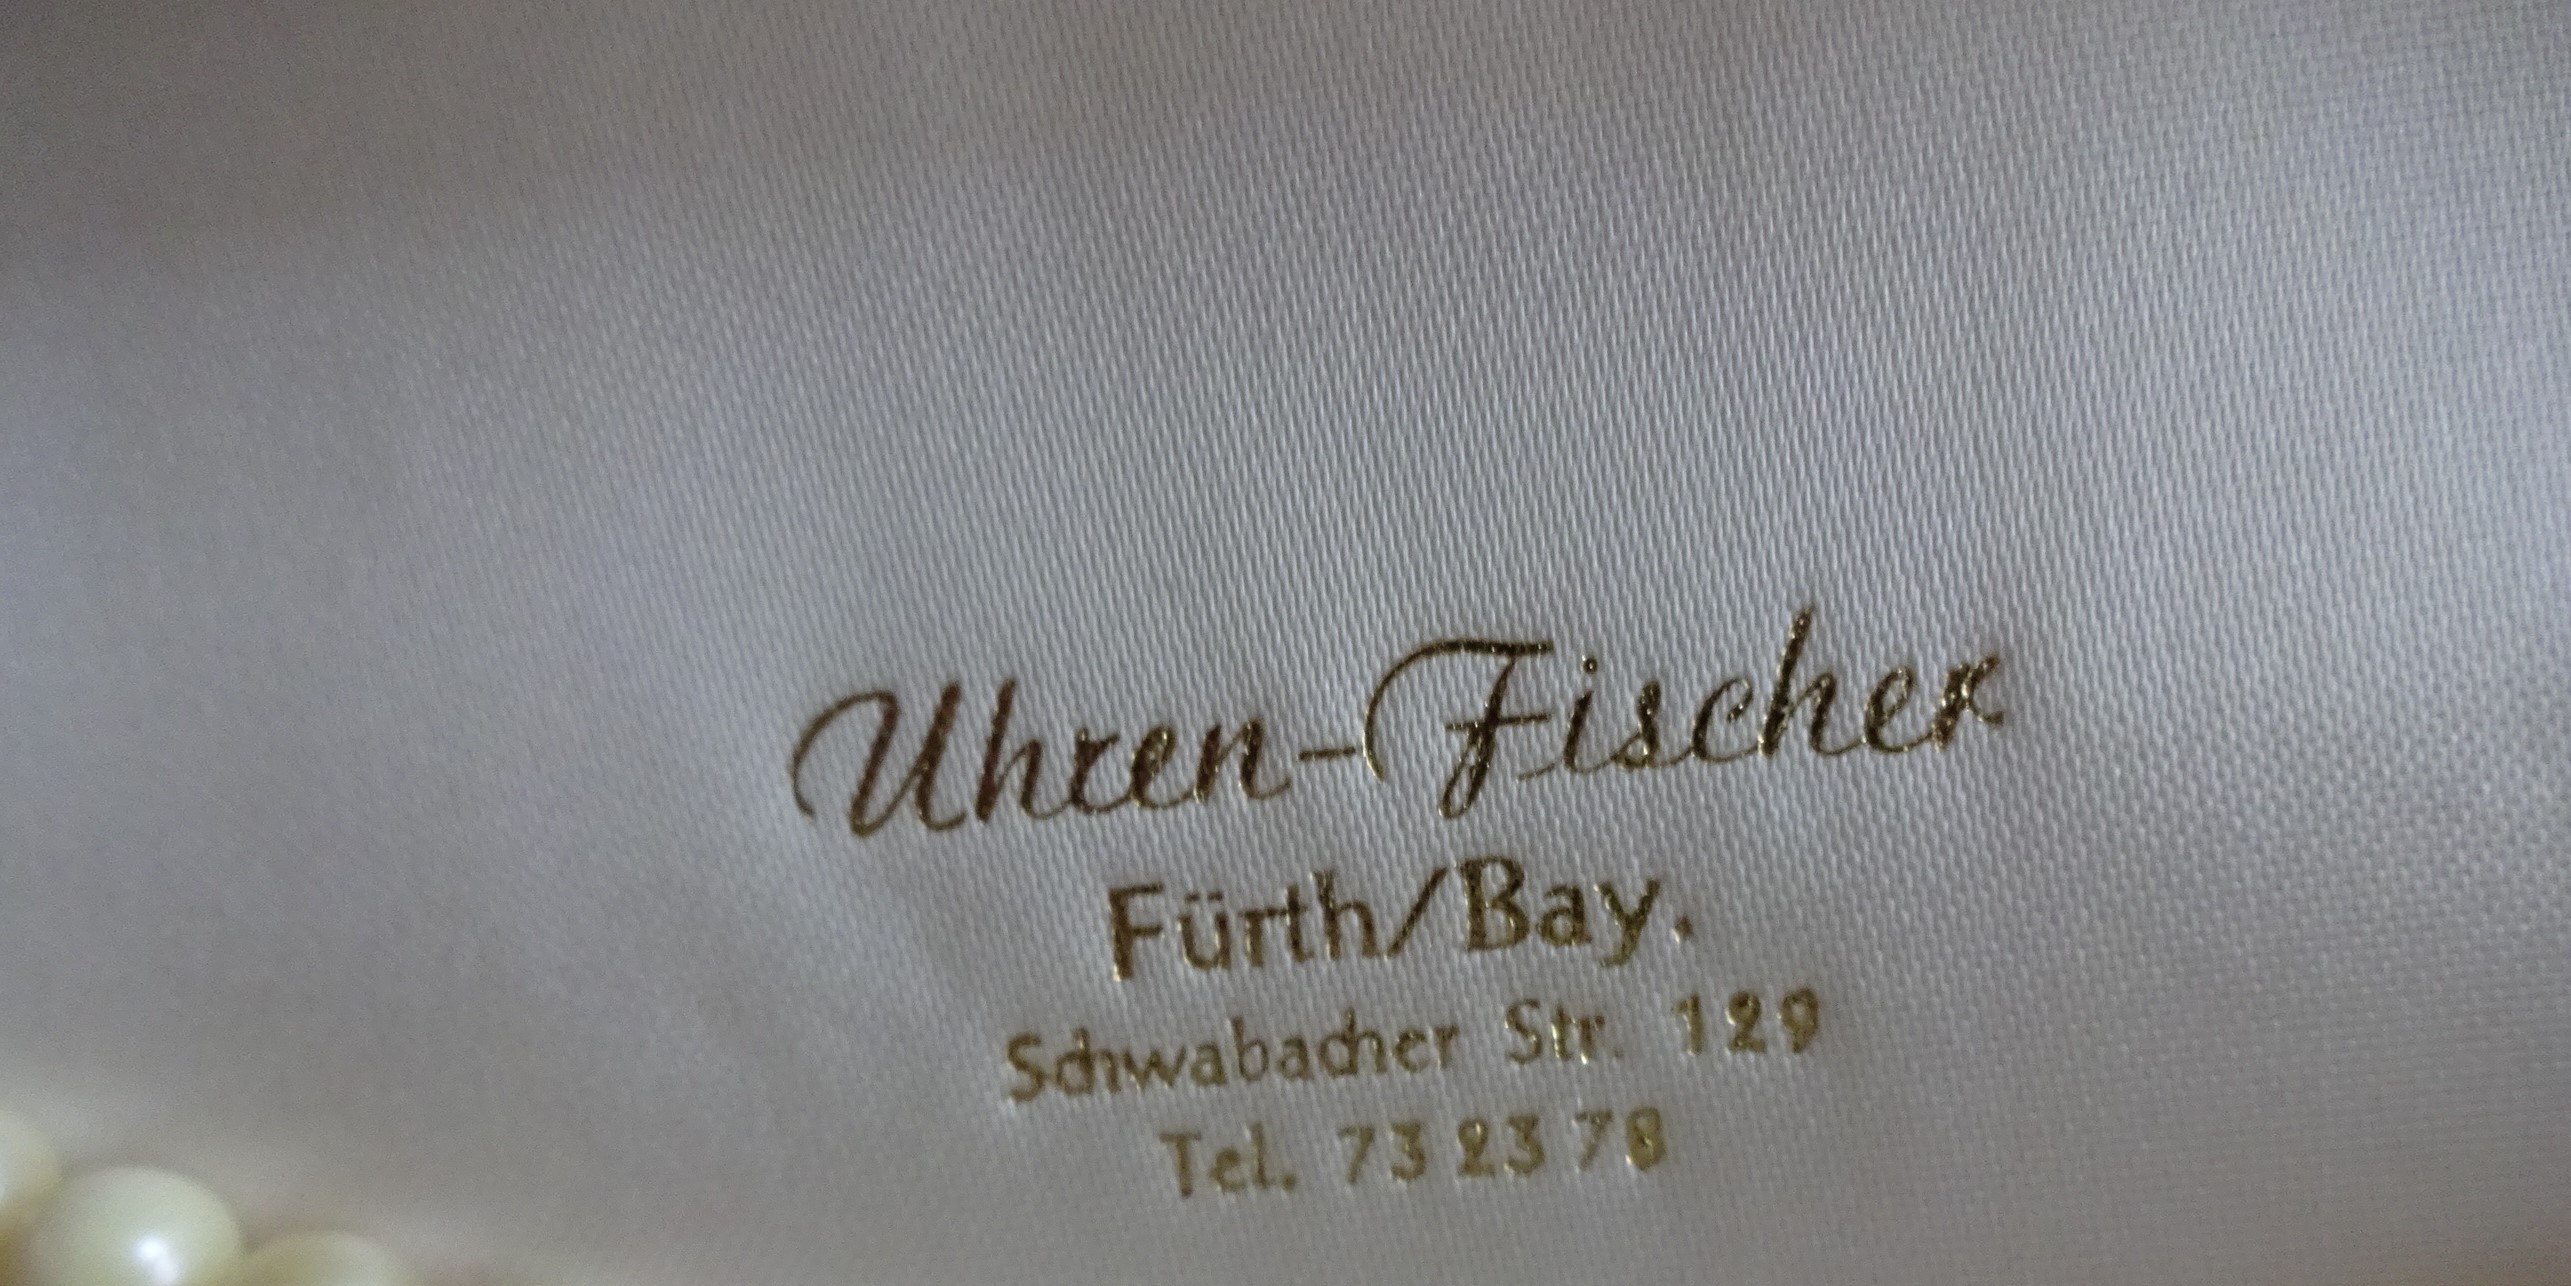 Uhren-Fischer
Fürth/Bay.
Schwabacher Str. 129
Tel. 73 23 78